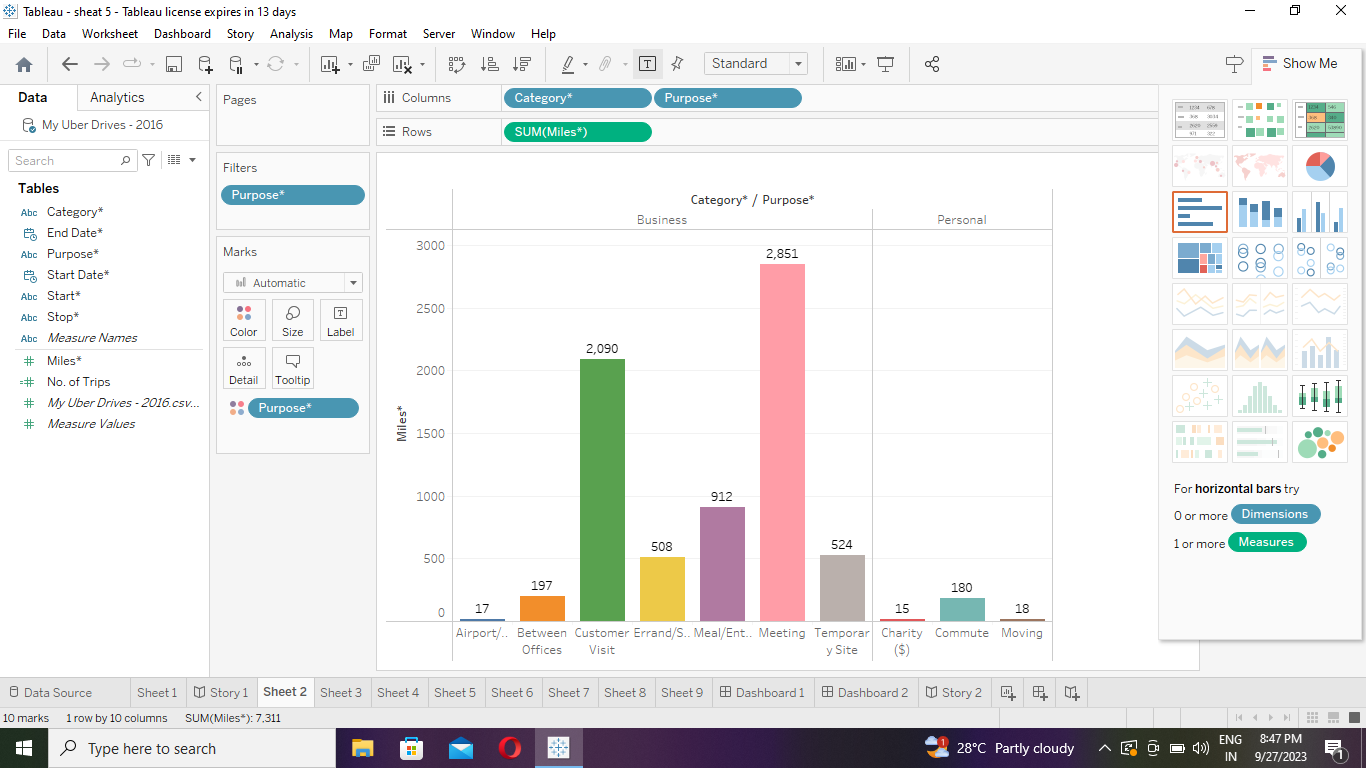 Tableau - sheat 5 - Tableau license expires in 13 days
File Data Worksheet Dashboard Story Analysis Map Format Server Window Help
Standard
Show Me
Data Analytics
My Uber Drives - 2016
Search
Tables
Abc Category*
End Date*
Abc Purpose*
Start Date*
Abc Start*
Abc Stop*
Abc Measure Names
Miles*
No. of Trips
My Uber Drives - 2016.csv...
Measure Values
Pages
Filters
Purpose*
Marks
Automatic
Color Size Label
Detail Tooltip
Purpose*
Columns Category* Purpose*
Rows SUM(Miles*)
Category* / Purpose*
Business Personal
Miles*
3000
2500
2000
1500
1000
500
0
17
197
2,090
508
912
2,851
524
15
180
18
Airport/..
Between
Offices
Customer
Visit
Errand/S..
Meal/Ent..
Meeting
Temporar
y Site
Charity
($)
Commute
Moving
For horizontal bars try
0 or more Dimensions
1 or more Measures
Data Source Sheet 1 Story 1 Sheet 2 Sheet 3 Sheet 4 Sheet 5 Sheet 6 Sheet 7 Sheet 8 Sheet 9 Dashboard 1 Dashboard 2 Story 2
10 marks 1 row by 10 columns SUM(Miles*): 7,311
Type here to search
1
28°C Partly cloudy
ENG
IN
8:47 PM
9/27/2023
1